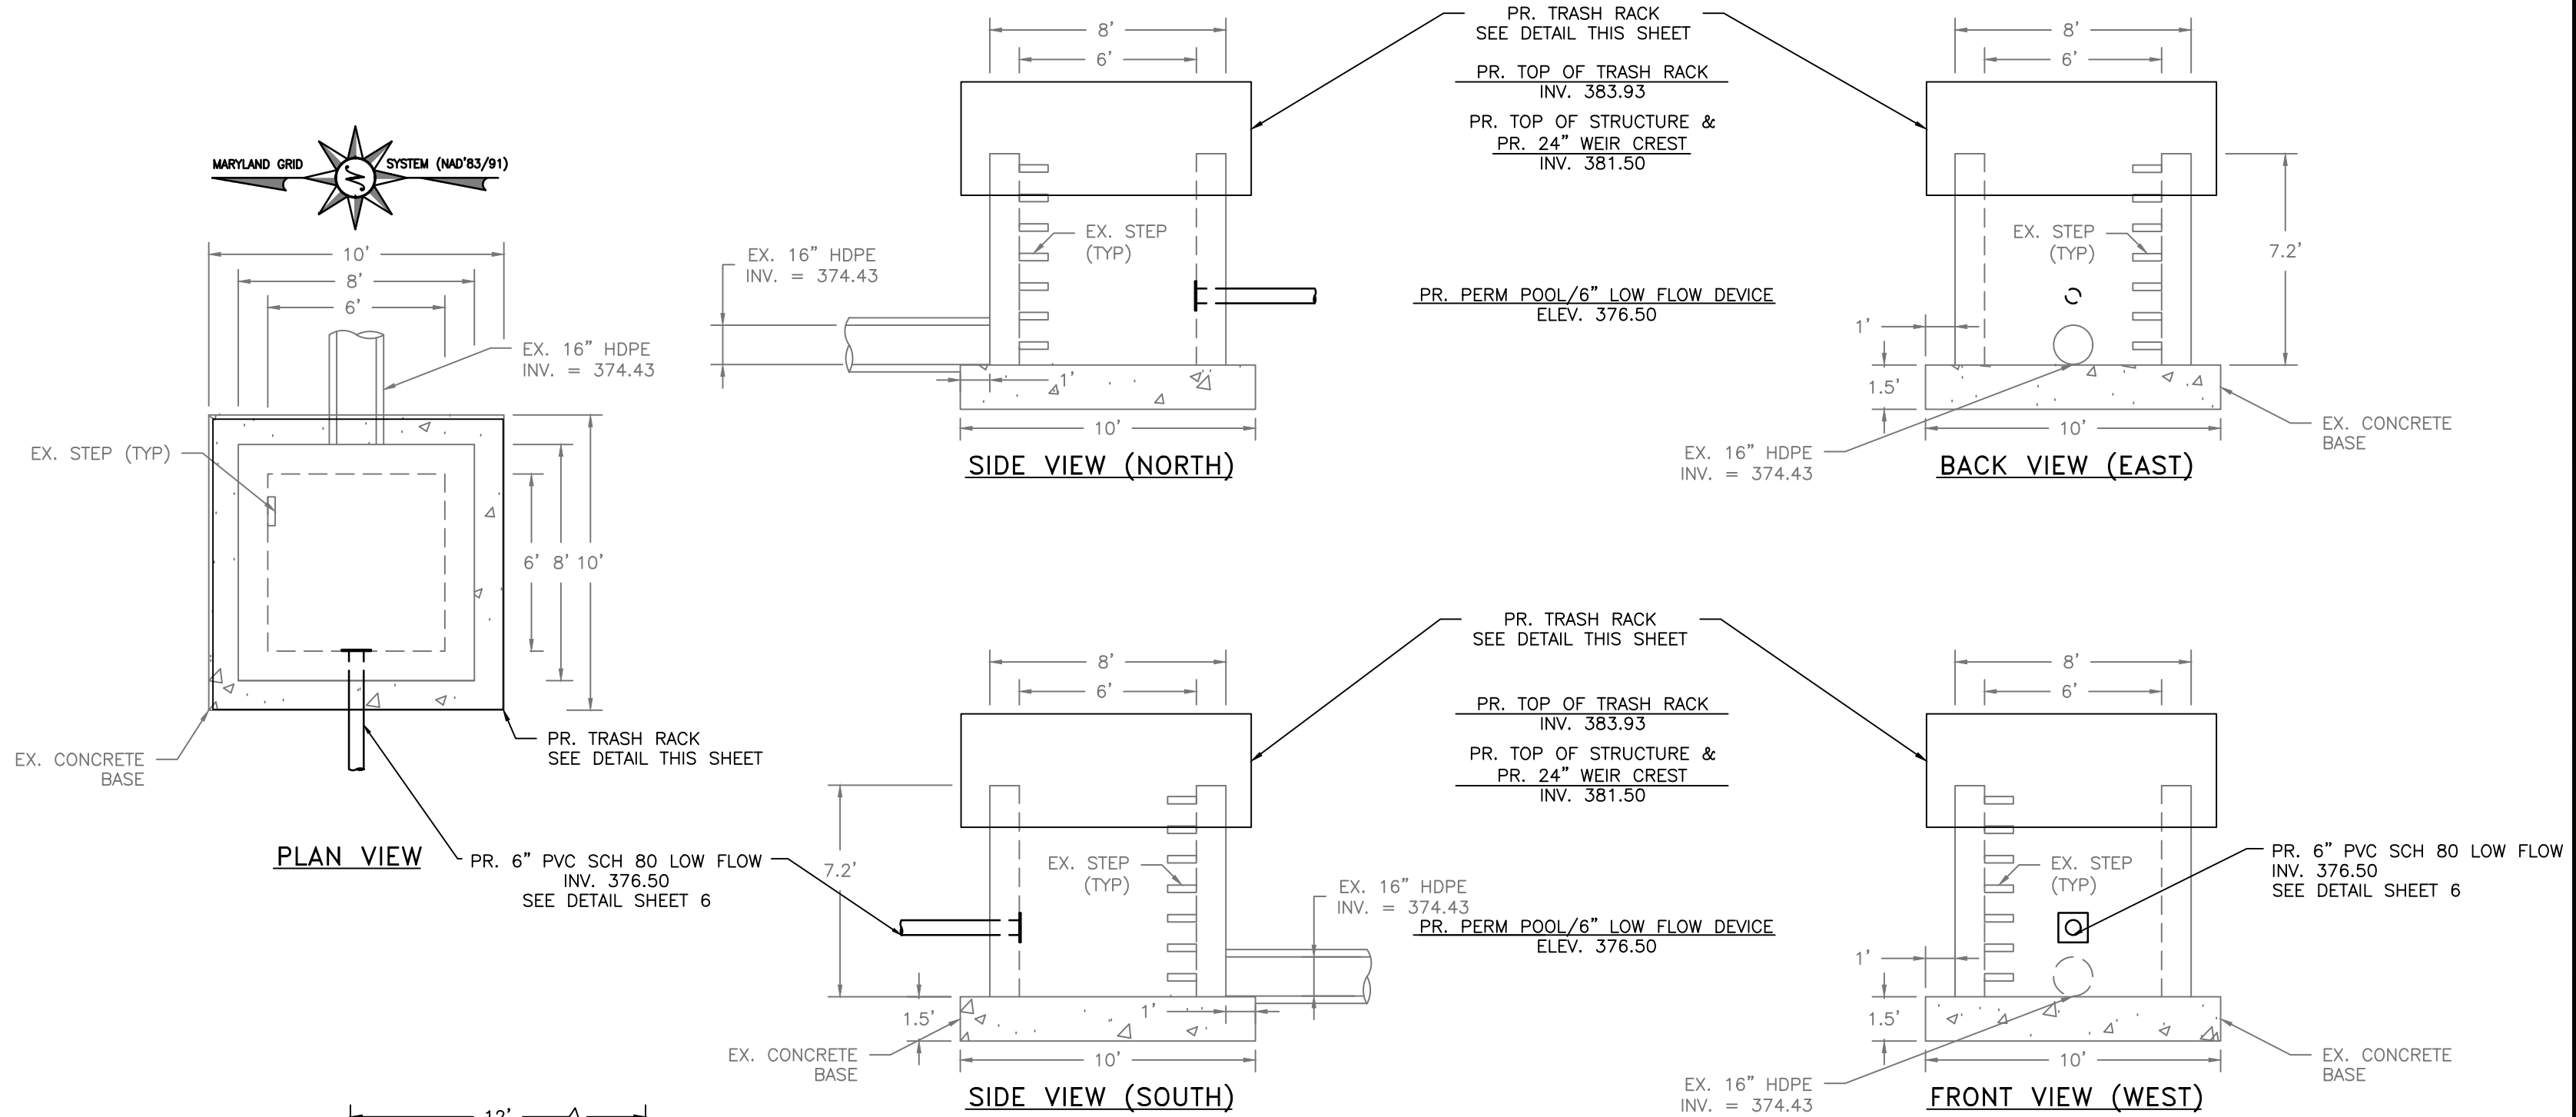 MARYLAND GRID
SYSTEM (NAD'83/91)
10'
8'
6'
EX. 16" HDPE
INV. = 374.43
EX. STEP (TYP)
6'
8'
10'
EX. CONCRETE
BASE
PR. TRASH RACK
SEE DETAIL THIS SHEET
PLAN VIEW
PR. 6" PVC SCH 80 LOW FLOW
INV. 376.50
SEE DETAIL SHEET 6
12'
8'
6'
EX. 16" HDPE
INV. = 374.43
EX. STEP
(TYP)
1'
10'
SIDE VIEW (NORTH)
PR. TRASH RACK
SEE DETAIL THIS SHEET
PR. TOP OF TRASH RACK
INV. 383.93
PR. TOP OF STRUCTURE &
PR. 24" WEIR CREST
INV. 381.50
PR. PERM POOL/6" LOW FLOW DEVICE
ELEV. 376.50
8'
6'
EX. STEP
(TYP)
7.2'
1'
1.5'
10'
EX. 16" HDPE
INV. = 374.43
EX. CONCRETE
BASE
BACK VIEW (EAST)
8'
6'
7.2'
EX. STEP
(TYP)
EX. 16" HDPE
INV. = 374.43
1.5'
1'
EX. CONCRETE
BASE
10'
SIDE VIEW (SOUTH)
PR. TRASH RACK
SEE DETAIL THIS SHEET
PR. TOP OF TRASH RACK
INV. 383.93
PR. TOP OF STRUCTURE &
PR. 24" WEIR CREST
INV. 381.50
PR. PERM POOL/6" LOW FLOW DEVICE
ELEV. 376.50
8'
6'
EX. STEP
(TYP)
PR. 6" PVC SCH 80 LOW FLOW
INV. 376.50
SEE DETAIL SHEET 6
1'
1.5'
10'
EX. 16" HDPE
INV. = 374.43
EX. CONCRETE
BASE
FRONT VIEW (WEST)